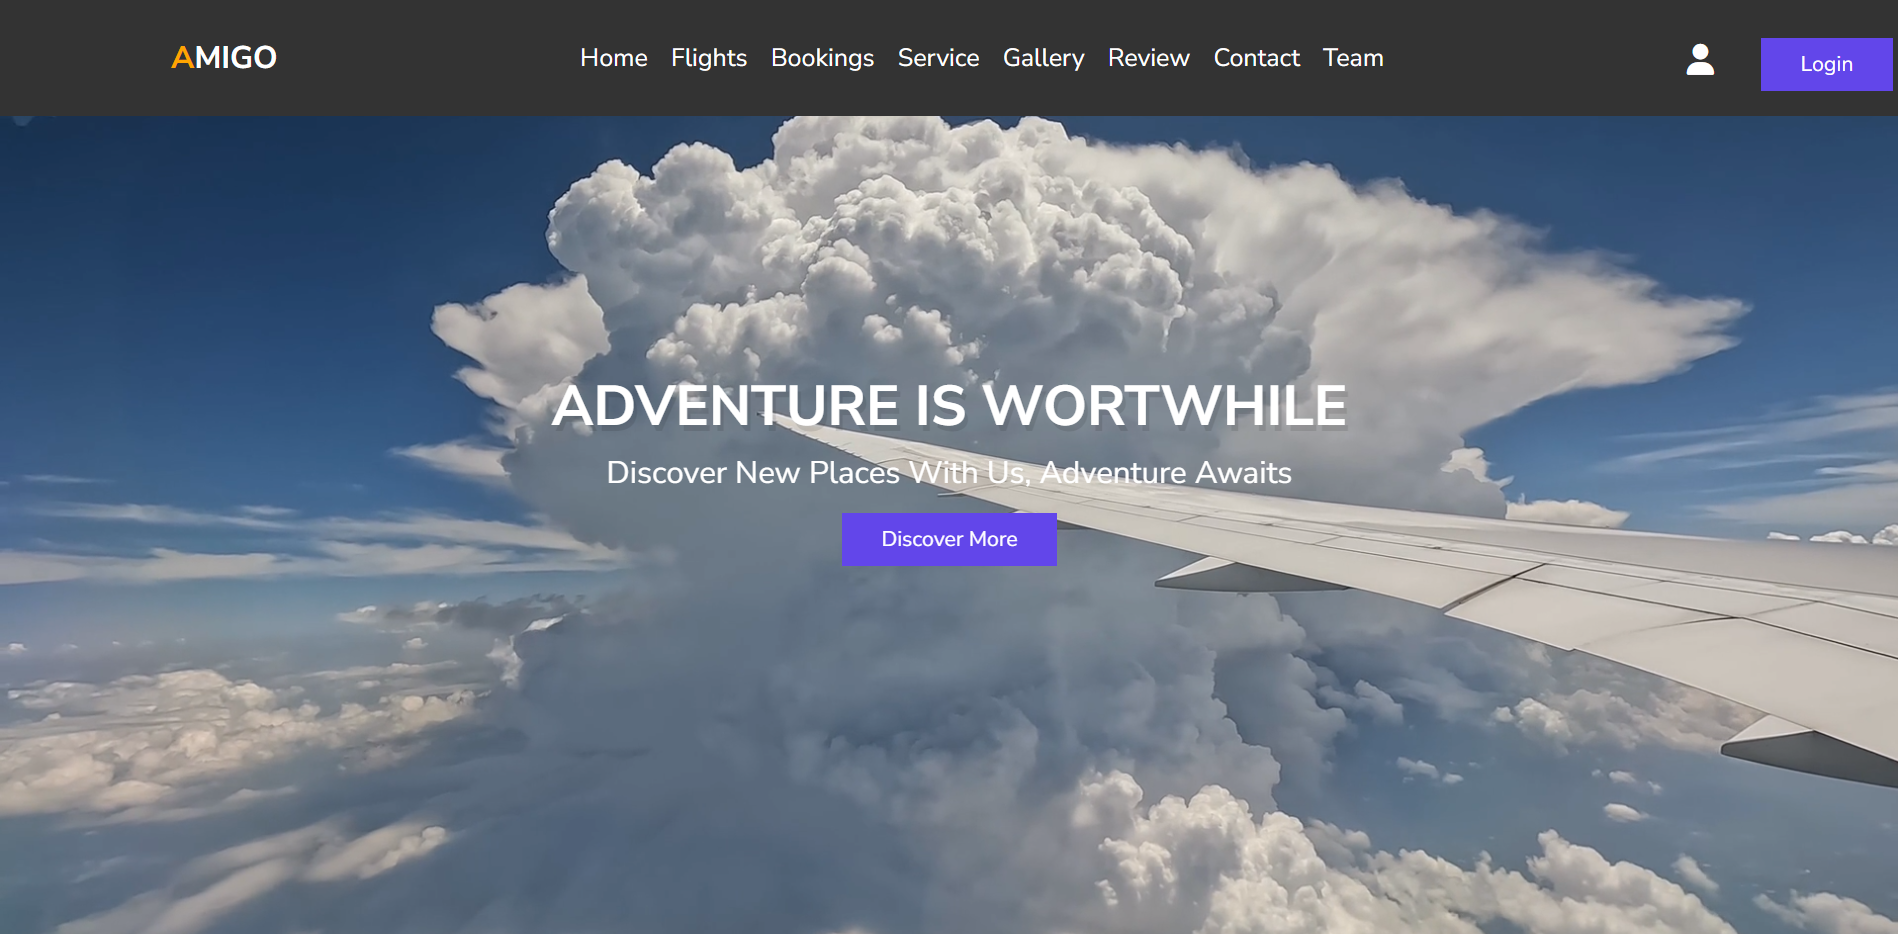 AMIGO
Home Flights Bookings Service Gallery Review Contact Team
Login
ADVENTURE IS WORTWHILE
Discover New Places With Us, Adventure Awaits
Discover More